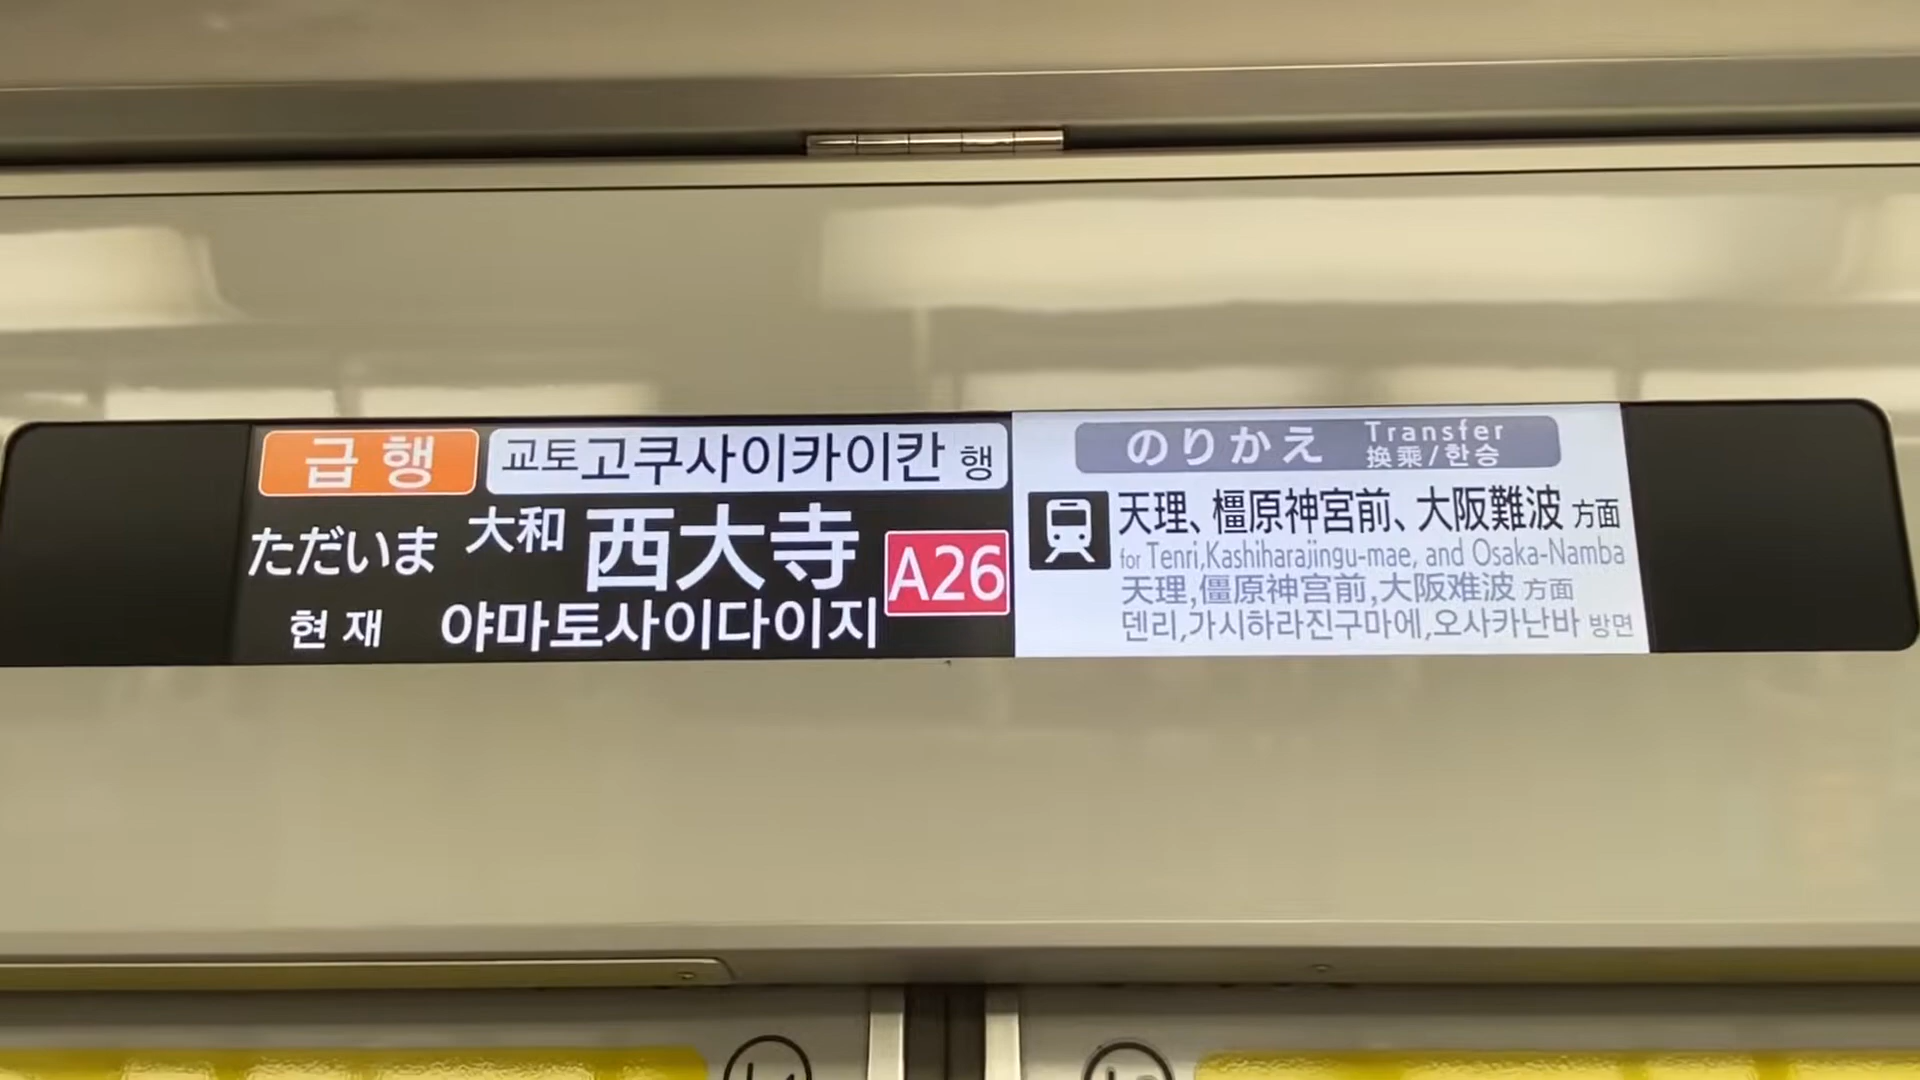 급행 교토고쿠사이카이칸 행
ただいま 大和西大寺 A26
현재 야마토사이다이지
のりかえ Transfer
換乘/한승
天理、橿原神宮前、大阪難波 方面
for Tenri,Kashiharajingu-mae, and Osaka-Namba
天理,僵原神宮前,大阪难波 方面
덴리,가시하라진구마에,오사카난바 방면